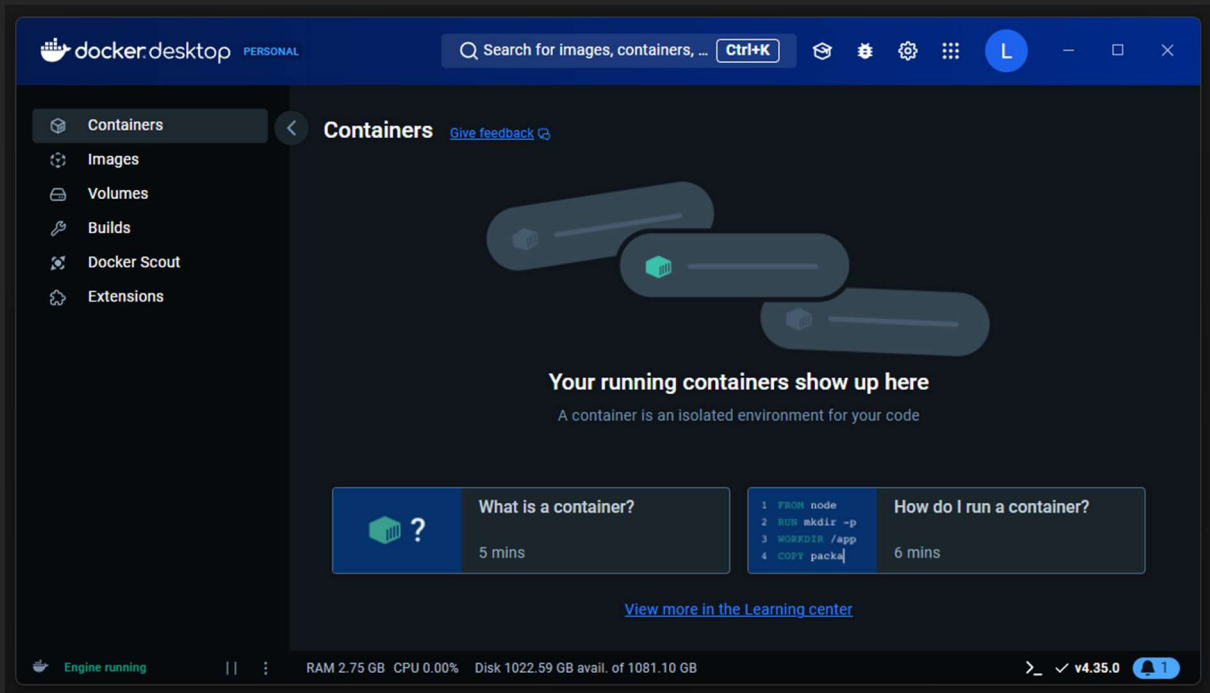 docker.desktop PERSONAL
Search for images, containers, ... Ctrl+K
L
Containers
Images
Volumes
Builds
Docker Scout
Extensions
Containers Give feedback
Your running containers show up here
A container is an isolated environment for your code
?
What is a container?
5 mins
1 FROM node
2 RUN mkdir -p
3 WORKDIR /app
4 COPY packa
How do I run a container?
6 mins
View more in the Learning center
Engine running
RAM 2.75 GB CPU 0.00% Disk 1022.59 GB avail. of 1081.10 GB
v4.35.0
1